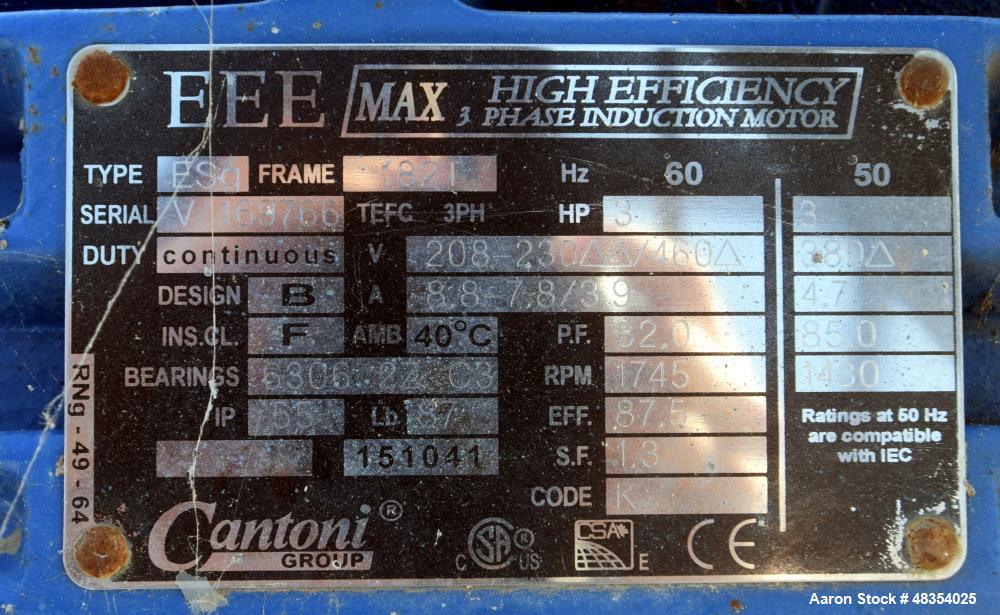 EEE MAX HIGH EFFICIENCY
3 PHASE INDUCTION MOTOR
TYPE ESg FRAME 182T Hz 60 50
SERIAL V 169766 TEFC 3PH HP 3 3
DUTY continuous V 208-230ΔΔ/460Δ 380Δ
DESIGN B A 8.8-7.8/3.9 4.7
INS.CL. F AMB 40°C P.F. 82.0 85.0
BEARINGS 6306 2Z C3 RPM 1745 1430
IP 55 Lb 87 EFF. 87.5
Ratings at 50 Hz
are compatible
with IEC
151041 S.F. 1.3
CODE K
RNg - 49 - 64
Cantoni®
GROUP
C SA® US
CSA E
CE
Aaron Stock # 48354025